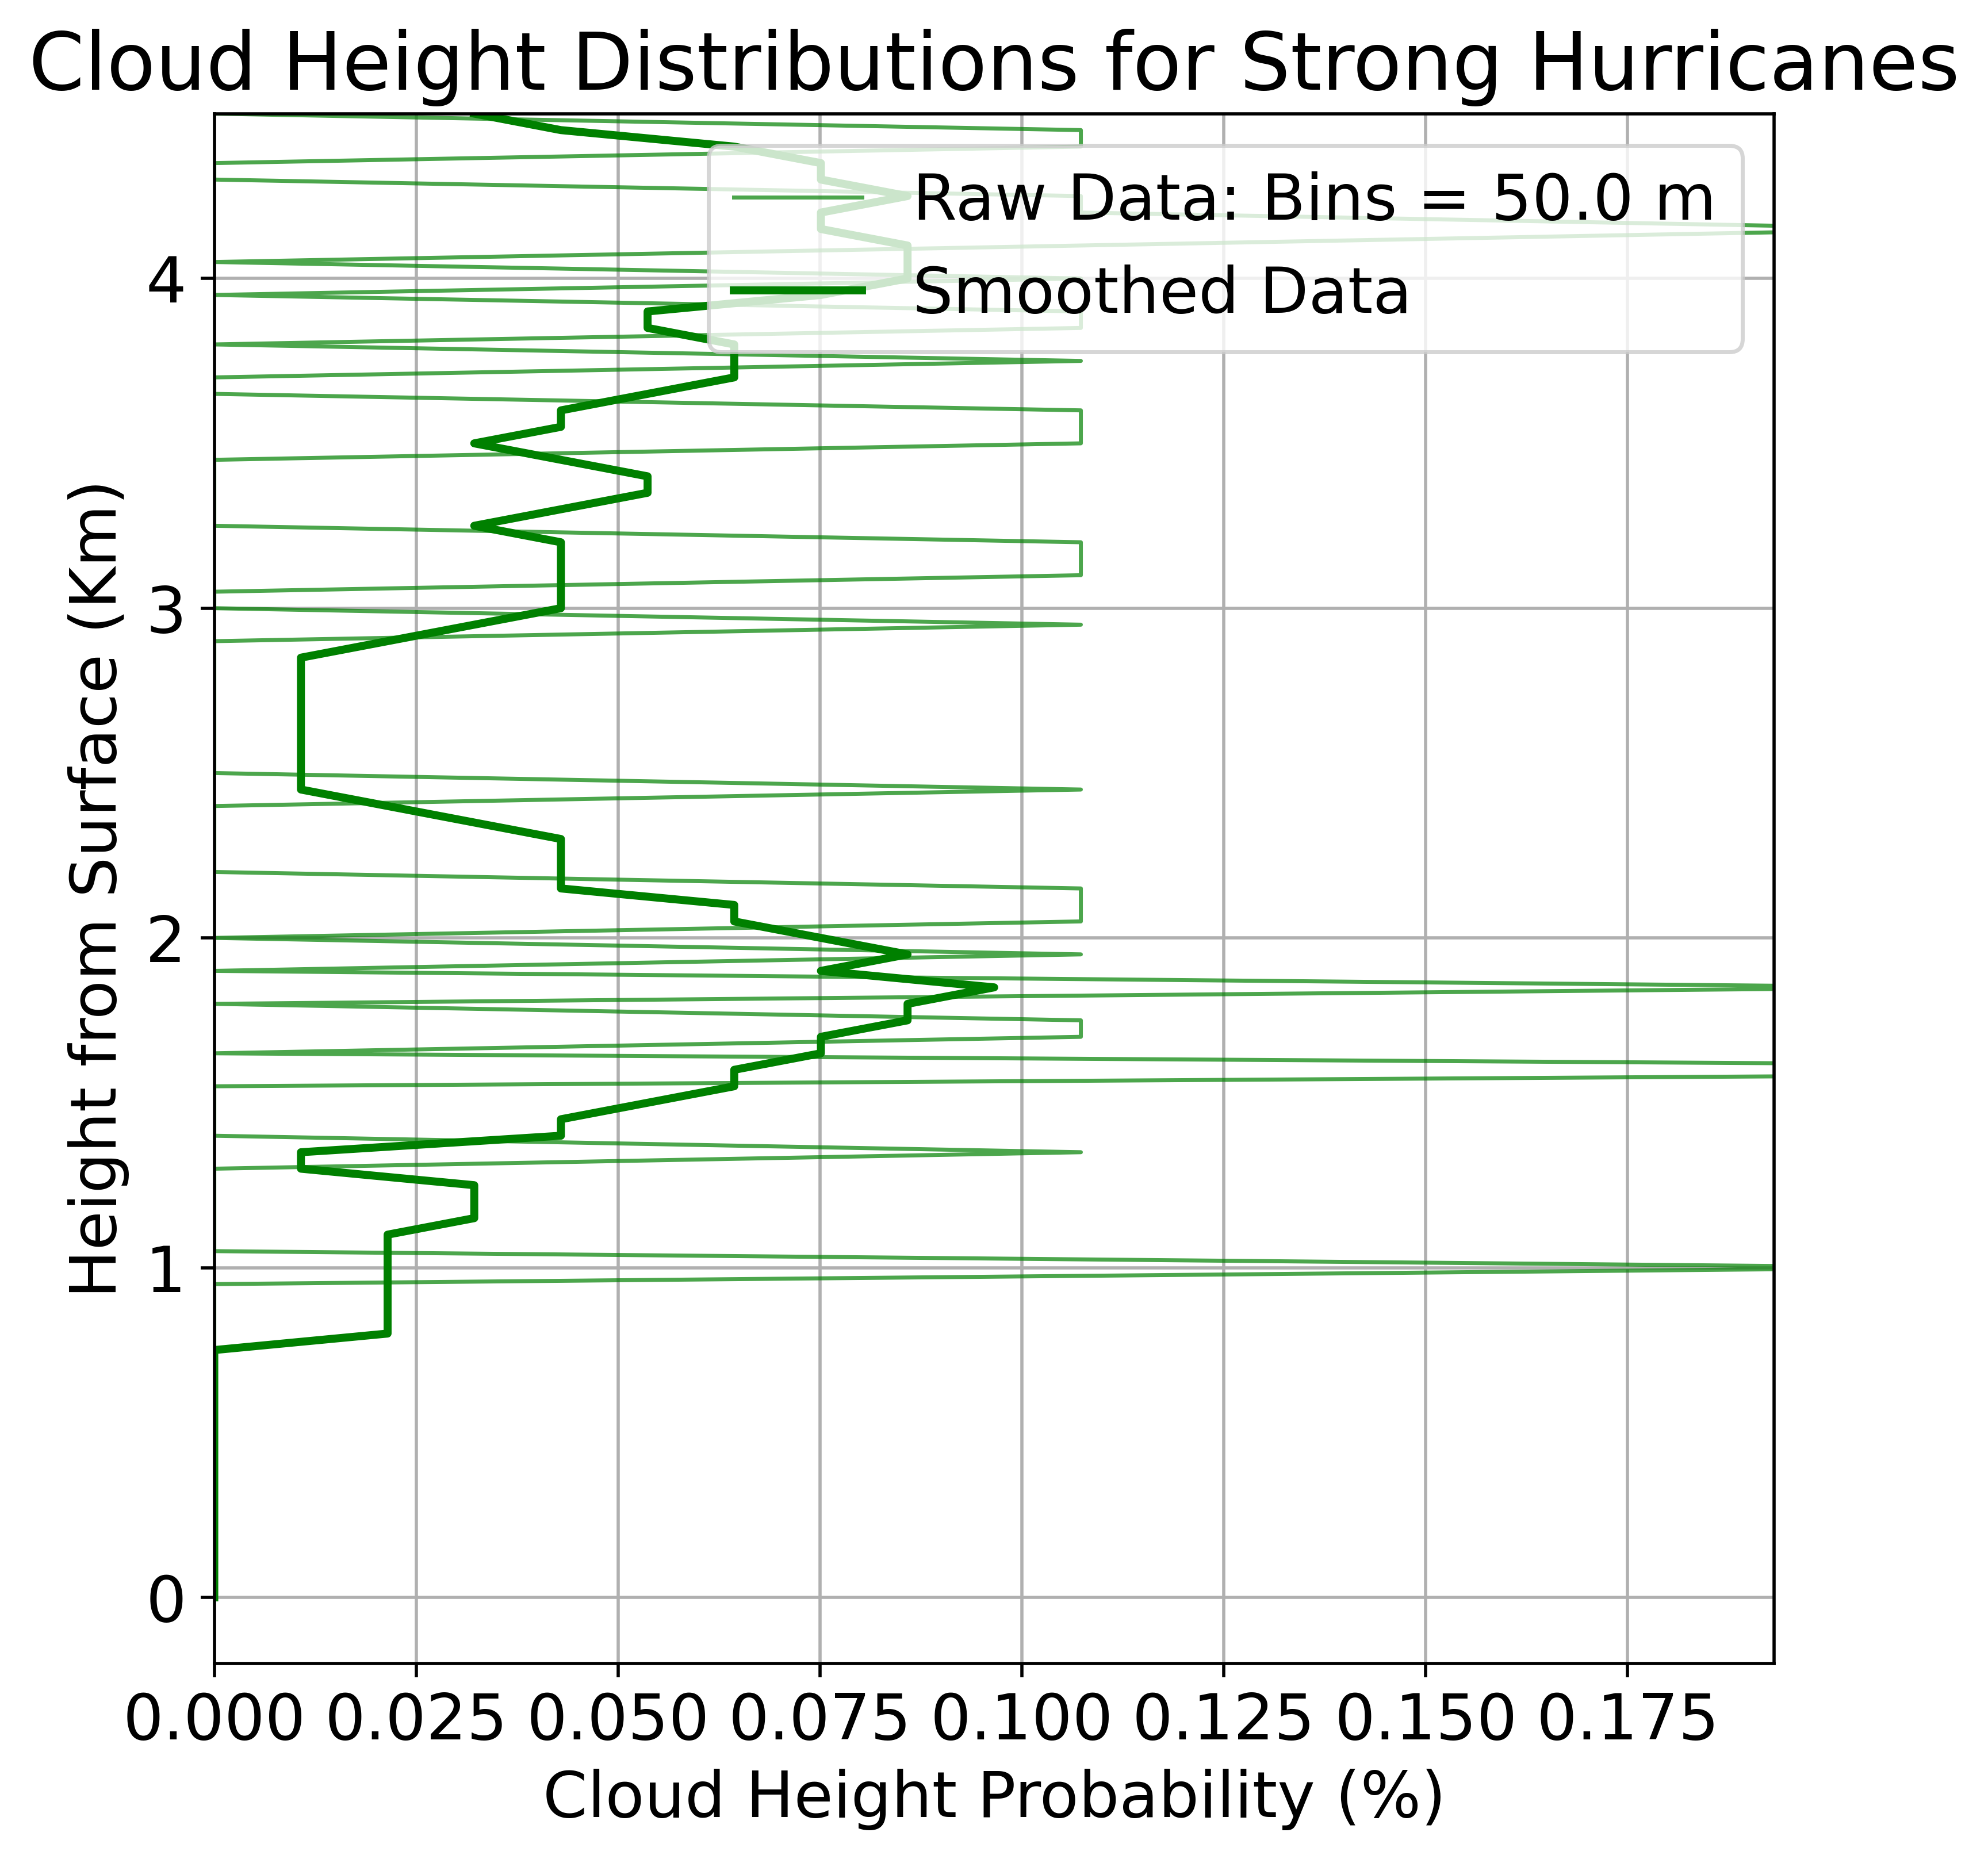 Cloud Height Distributions for Strong Hurricanes
Raw Data: Bins = 50.0 m
Smoothed Data
Height from Surface (Km)
4
3
2
1
0
0.000 0.025 0.050 0.075 0.100 0.125 0.150 0.175
Cloud Height Probability (%)